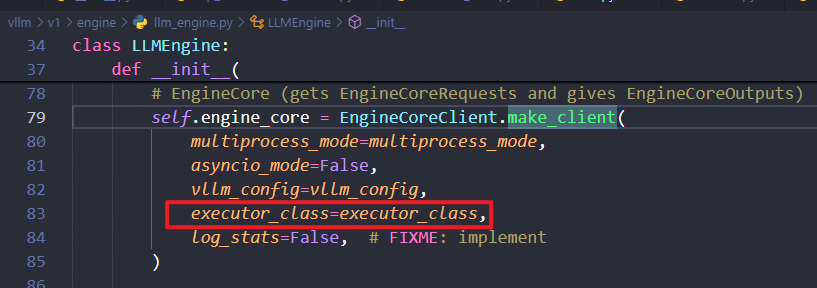 vllm > v1 > engine > llm_engine.py > LLMEngine > __init__
34 class LLMEngine:
37 def __init__(
78 # EngineCore (gets EngineCoreRequests and gives EngineCoreOutputs)
79 self.engine_core = EngineCoreClient.make_client(
80 multiprocess_mode=multiprocess_mode,
81 asyncio_mode=False,
82 vllm_config=vllm_config,
83 executor_class=executor_class,
84 log_stats=False,  # FIXME: implement
85 )
86